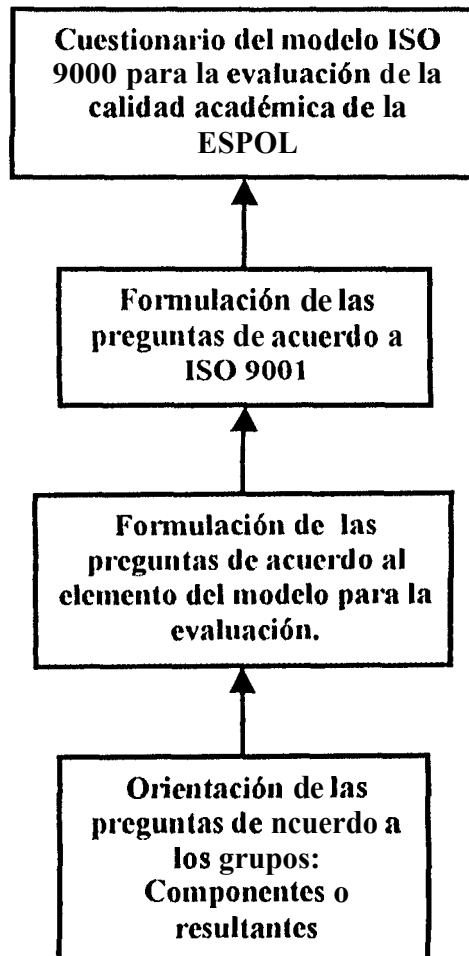 Cuestionario del modelo ISO
9000 para la evaluación de la
calidad académica de la
ESPOL
Formulación de las
preguntas de acuerdo a
ISO 9001
Formulación de las
preguntas de acuerdo al
elemento del modelo para la
evaluación.
Orientación de las
preguntas de ncuerdo a
los grupos:
Componentes o
resultantes